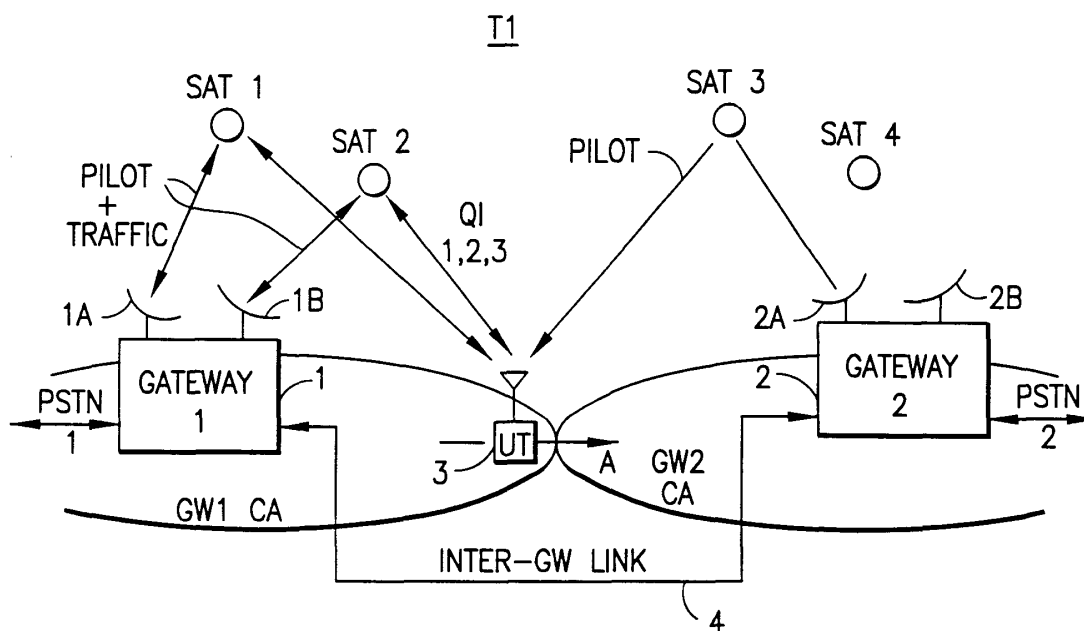 T1
SAT 1
SAT 2
SAT 3
SAT 4
PILOT
+
TRAFFIC
QI
1,2,3
PILOT
1A
1B
2A
2B
GATEWAY
1
1
2
GATEWAY
2
PSTN
1
PSTN
2
UT
3
A
GW1 CA
GW2
CA
INTER-GW LINK
4